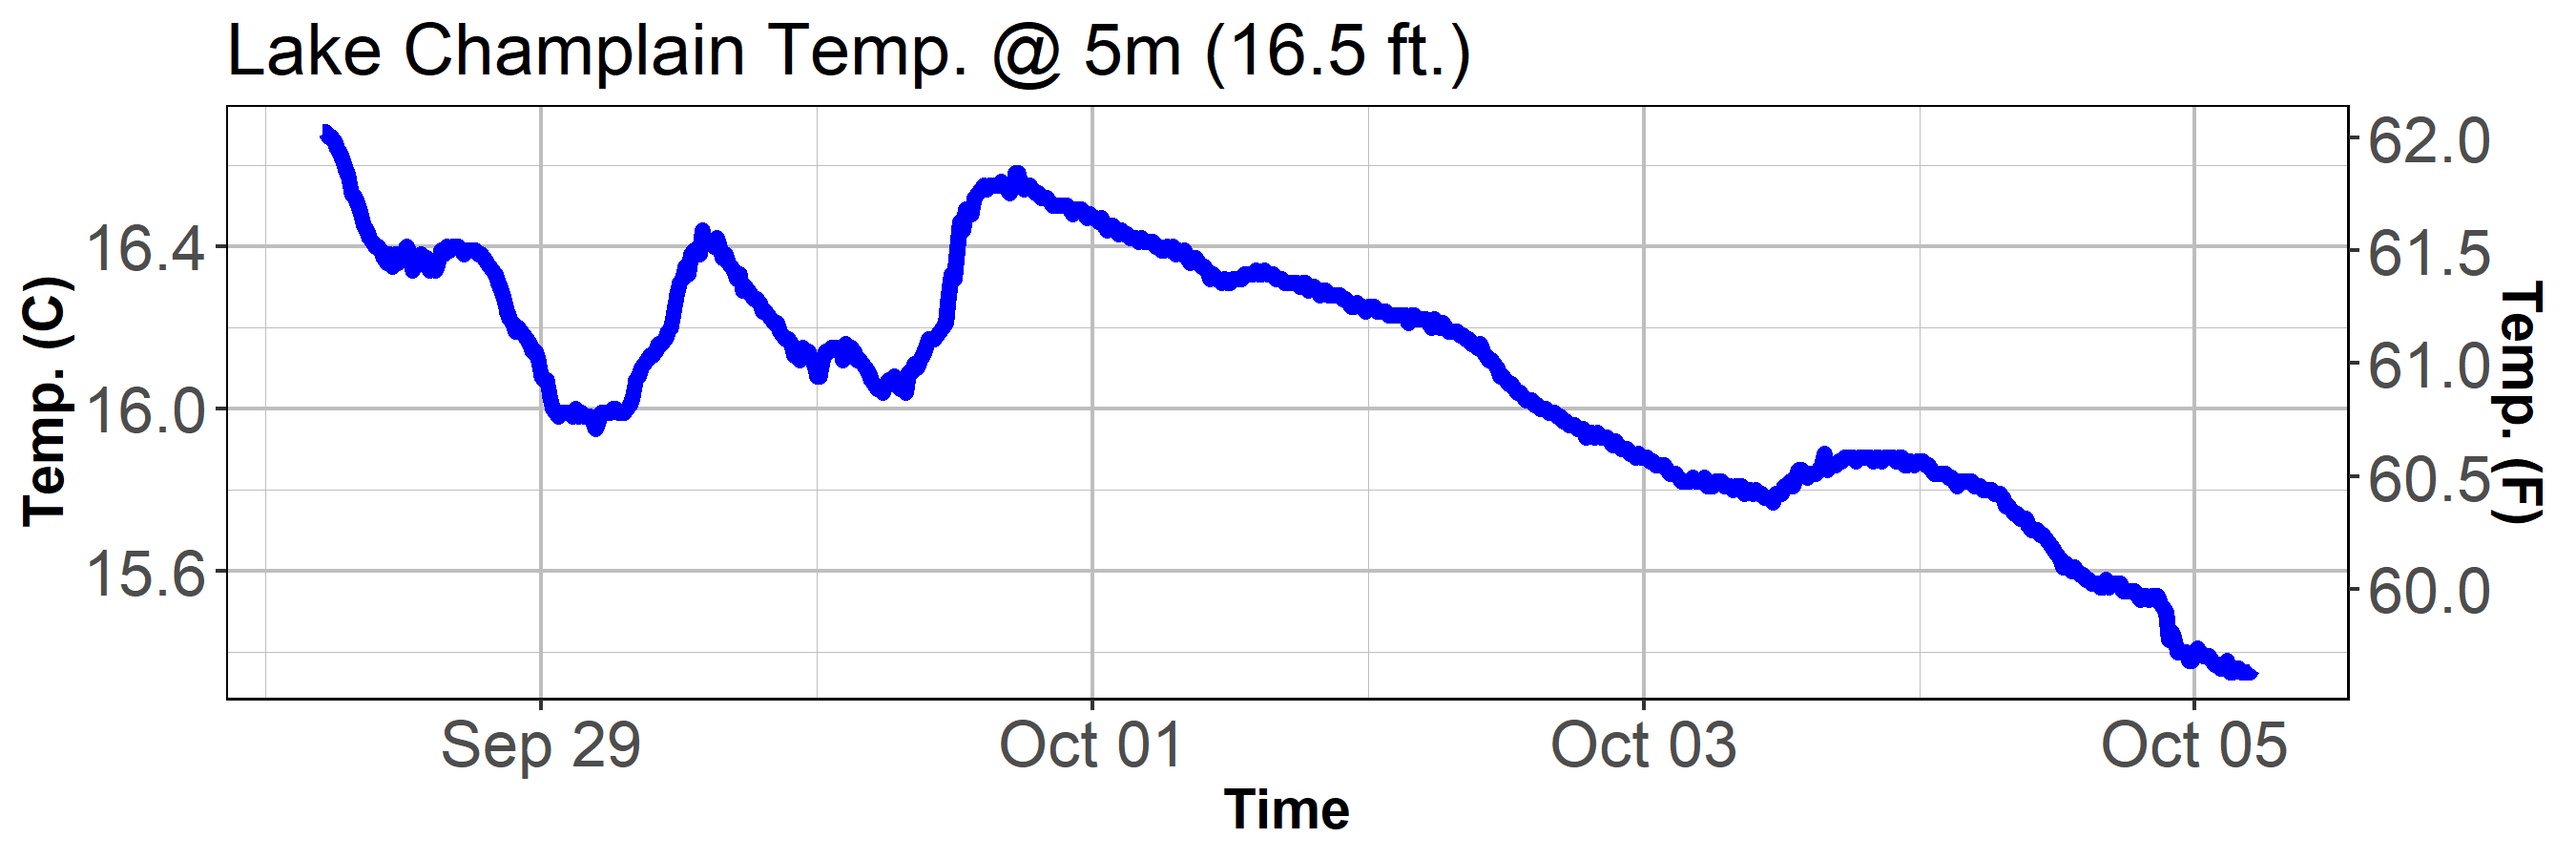 Lake Champlain Temp. @ 5m (16.5 ft.)
Temp. (C)
16.4
16.0
15.6
62.0
61.5
61.0
60.5
60.0
Temp. (F)
Sep 29
Oct 01
Oct 03
Oct 05
Time